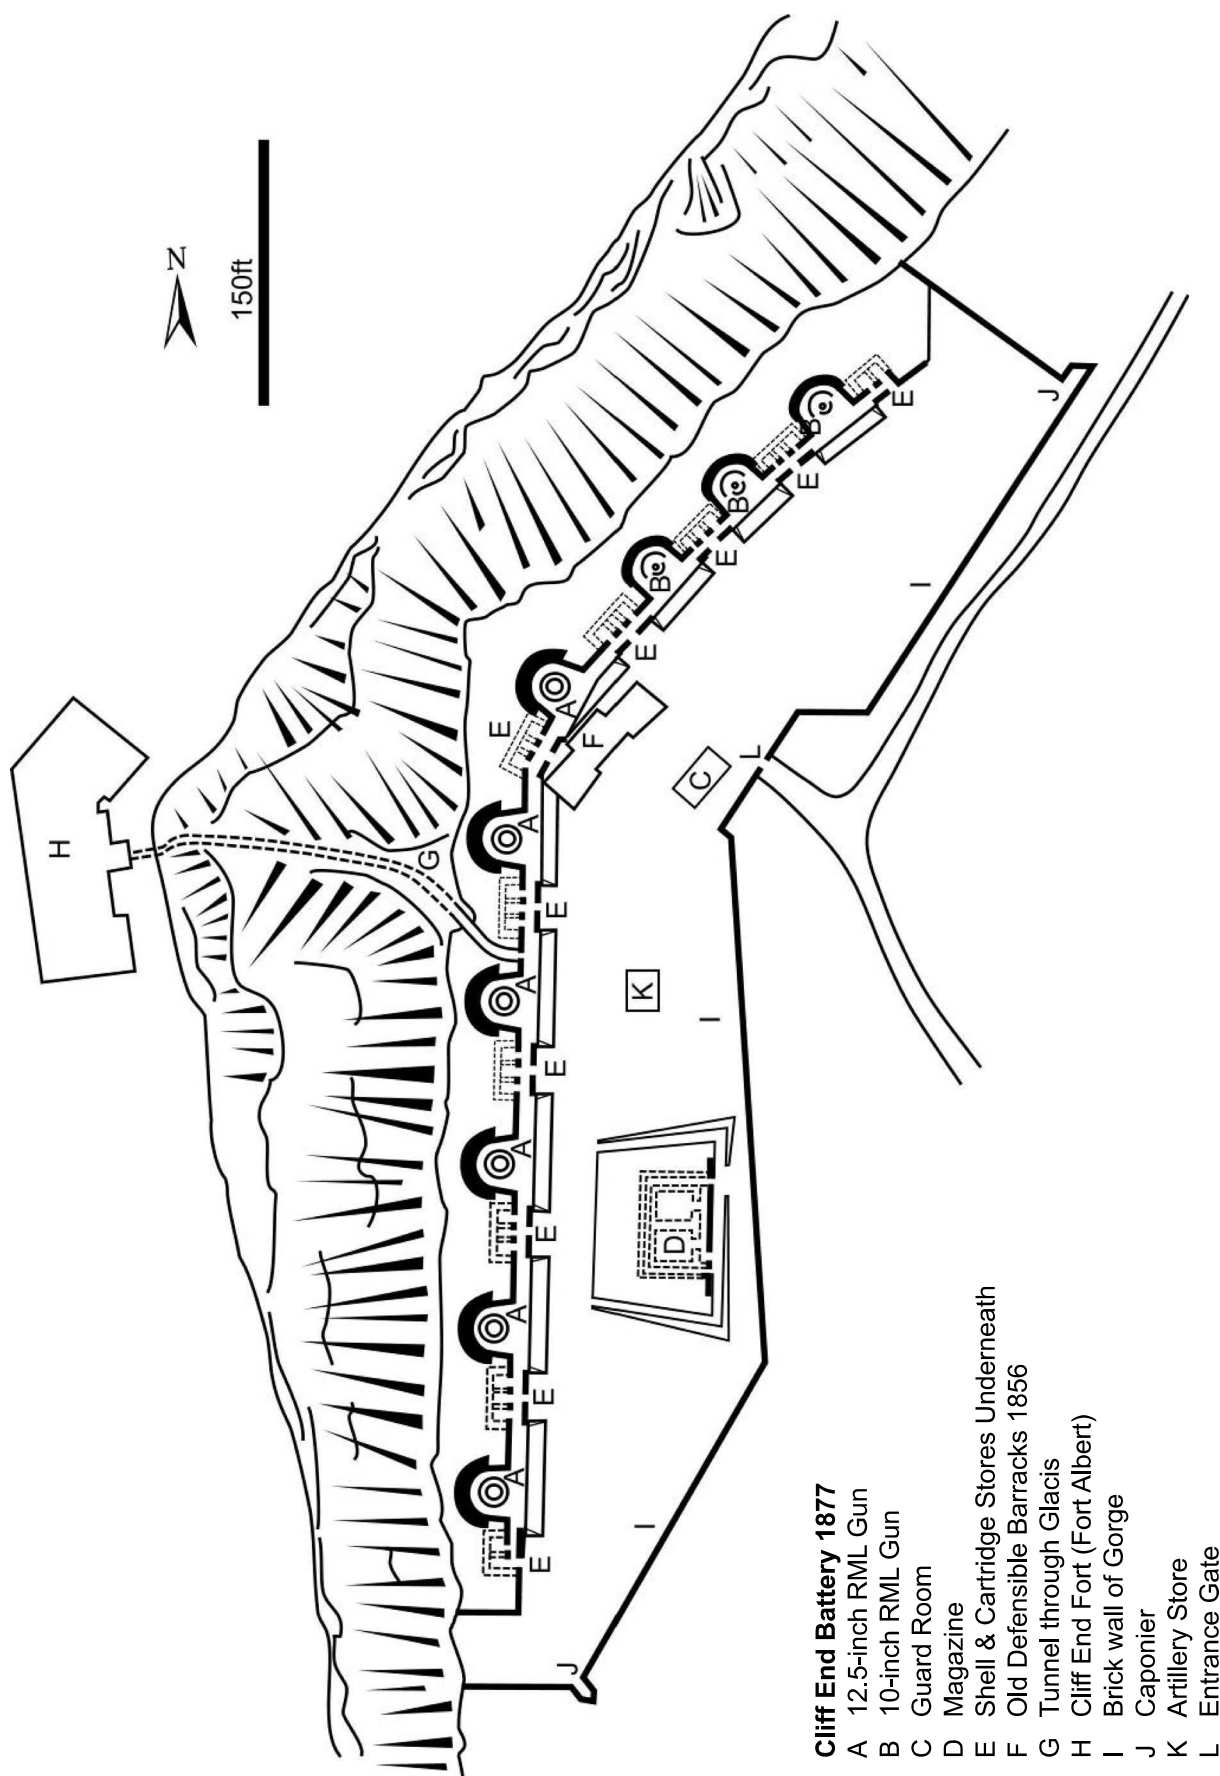 H
N
150ft
G
E
A
A
A
A
A
E
E
E
E
E
A
J
F
K
I
E
B
D
C
I
E
B
L
E
B
E
I
J
Cliff End Battery 1877
A 12.5-inch RML Gun
B 10-inch RML Gun
C Guard Room
D Magazine
E Shell & Cartridge Stores Underneath
F Old Defensible Barracks 1856
G Tunnel through Glacis
H Cliff End Fort (Fort Albert)
I Brick wall of Gorge
J Caponier
K Artillery Store
L Entrance Gate